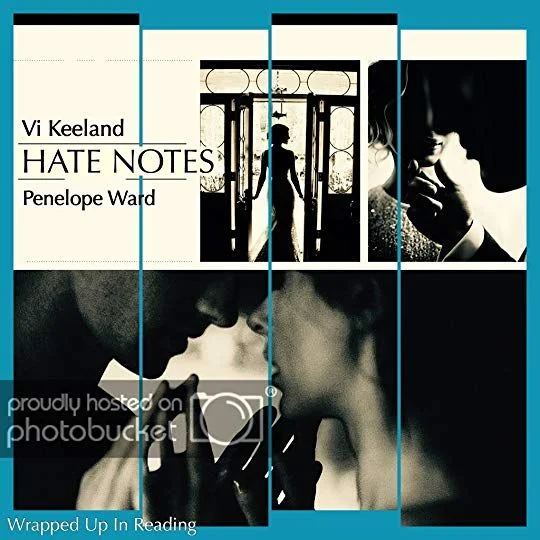 Vi Keeland
HATE NOTES
Penelope Ward
proudly hosted on
photobucket
Wrapped Up In Reading